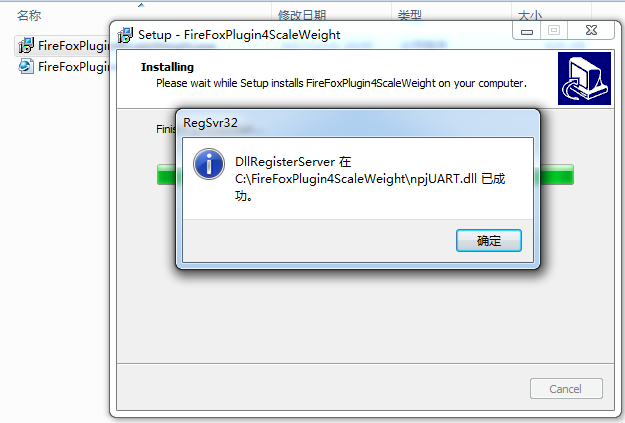 名称 修改日期 类型 大小
FireFoxPlugin
FireFoxPlugin
Setup - FireFoxPlugin4ScaleWeight
Installing
Please wait while Setup installs FireFoxPlugin4ScaleWeight on your computer.
Finis
RegSvr32
DllRegisterServer 在
C:\FireFoxPlugin4ScaleWeight\npjUART.dll 已成
功。
确定
Cancel